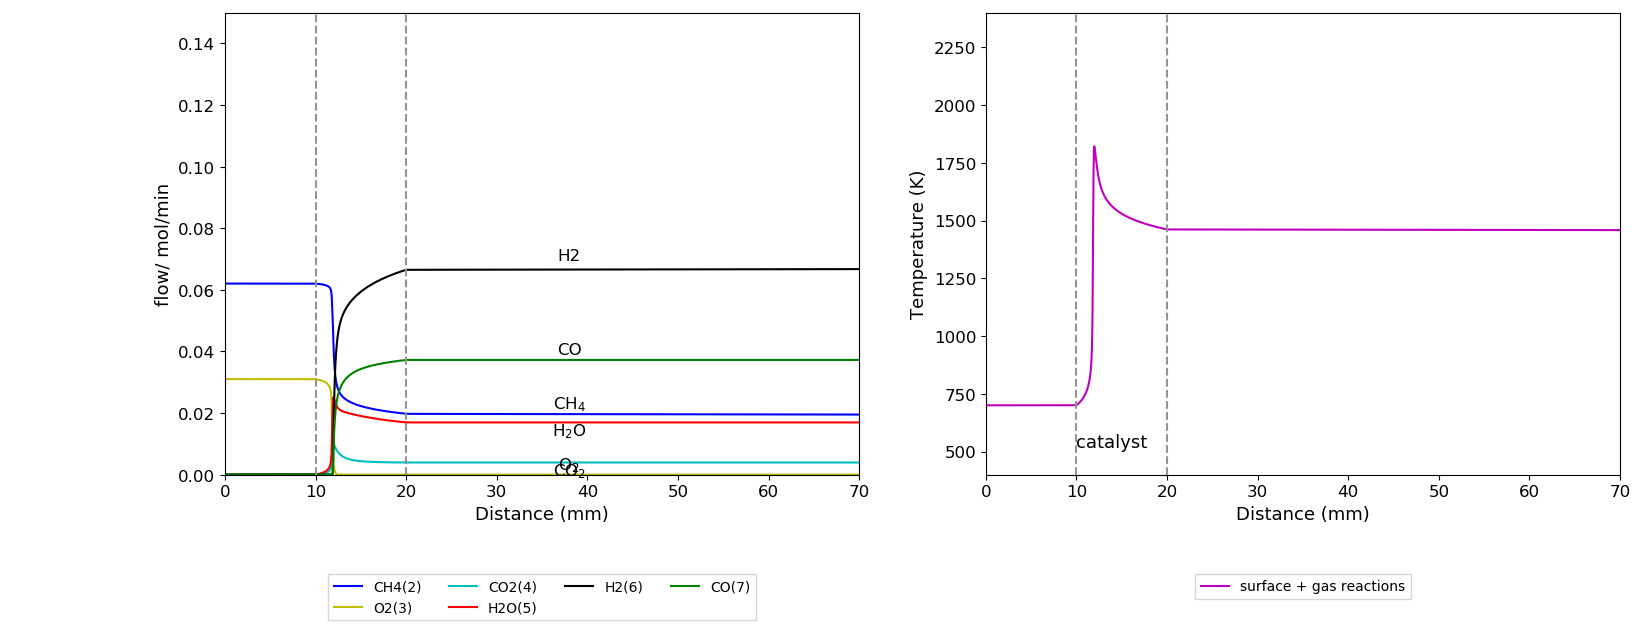 0.14
0.12
0.10
0.08
0.06
0.04
0.02
0.00
flow/ mol/min
H2
CO
CH₄
H₂O
O₂
CO₂
0 10 20 30 40 50 60 70
Distance (mm)
CH4(2) CO2(4) H2(6) CO(7)
O2(3) H2O(5)
2250
2000
1750
1500
1250
1000
750
500
Temperature (K)
catalyst
0 10 20 30 40 50 60 70
Distance (mm)
surface + gas reactions